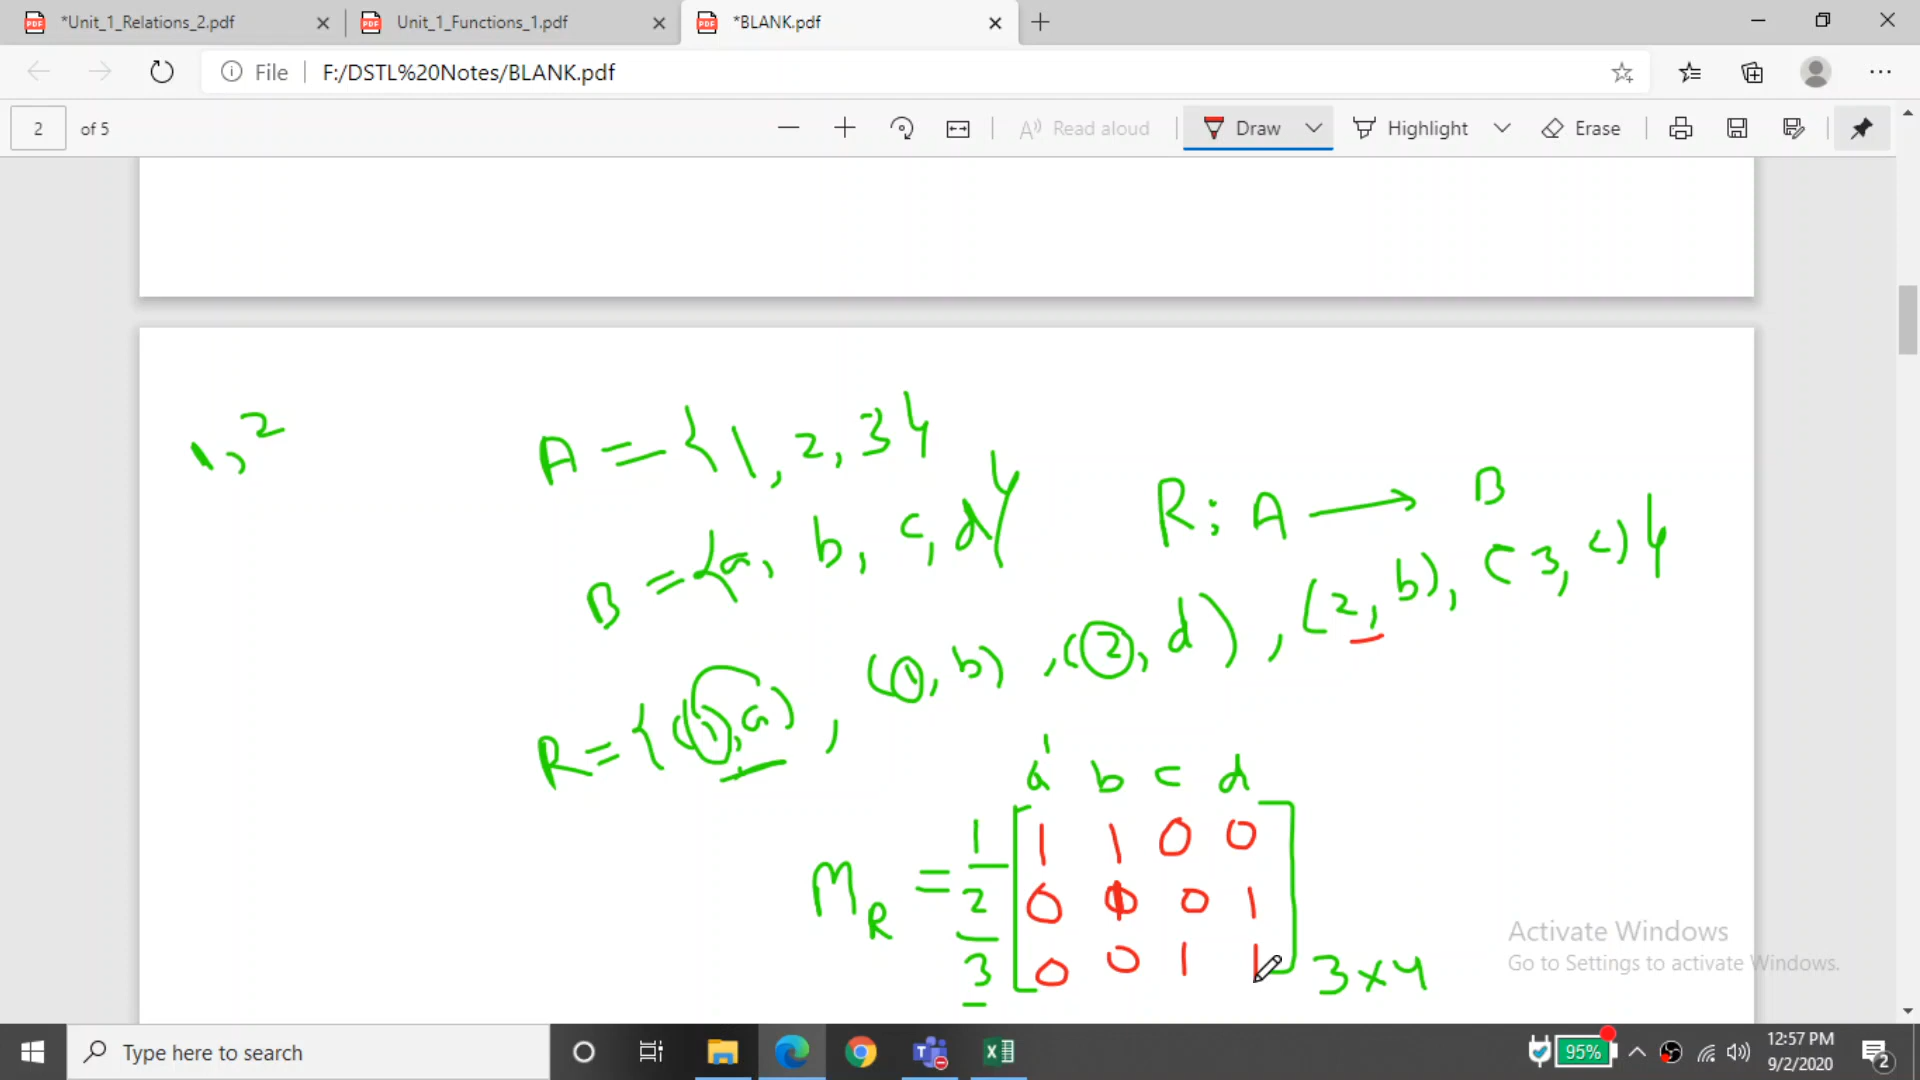 *Unit_1_Relations_2.pdf
Unit_1_Functions_1.pdf
*BLANK.pdf
File
F:/DSTL%20Notes/BLANK.pdf
2 of 5
Read aloud
Draw
Highlight
Erase
1, 2
A = {1, 2, 3}
B = {a, b, c, d}
R: A → B
R = {(1, a), (1, b), (2, d), (2, b), (3, c)}
a b c d
1 1 1 0 0
M_R = 2 0 0 1
3 0 0 1
3 x 4
Activate Windows
Go to Settings to activate Windows.
Type here to search
95%
12:57 PM
9/2/2020
2